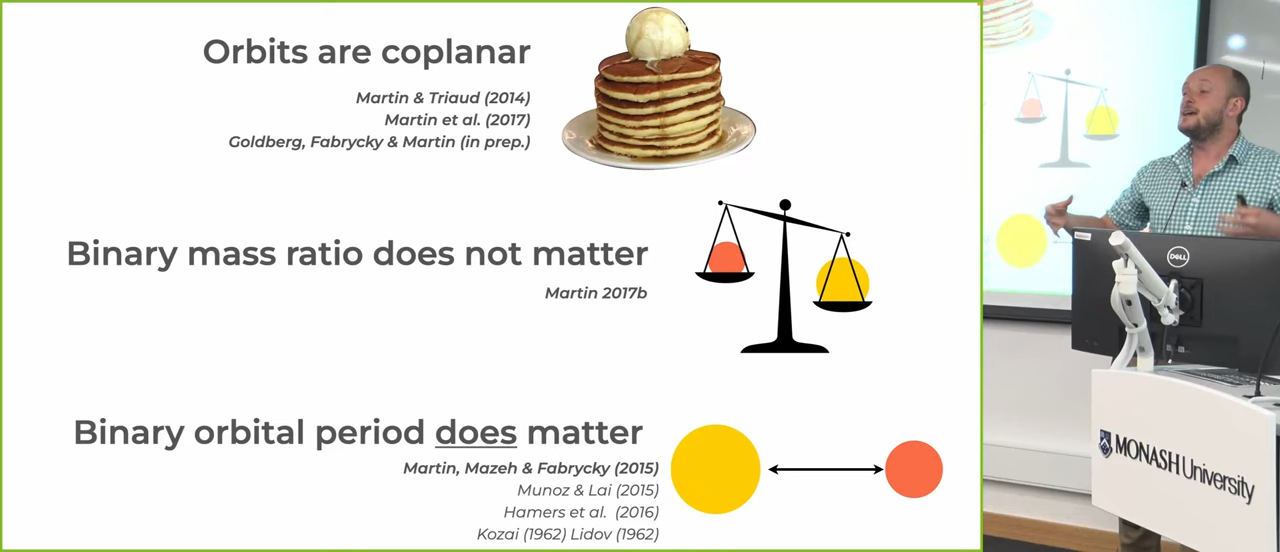 Orbits are coplanar
Martin & Triaud (2014)
Martin et al. (2017)
Goldberg, Fabrycky & Martin (in prep.)
Binary mass ratio does not matter
Martin 2017b
Binary orbital period does matter
Martin, Mazeh & Fabrycky (2015)
Munoz & Lai (2015)
Hamers et al.  (2016)
Kozai (1962) Lidov (1962)
DELL
MONASH University